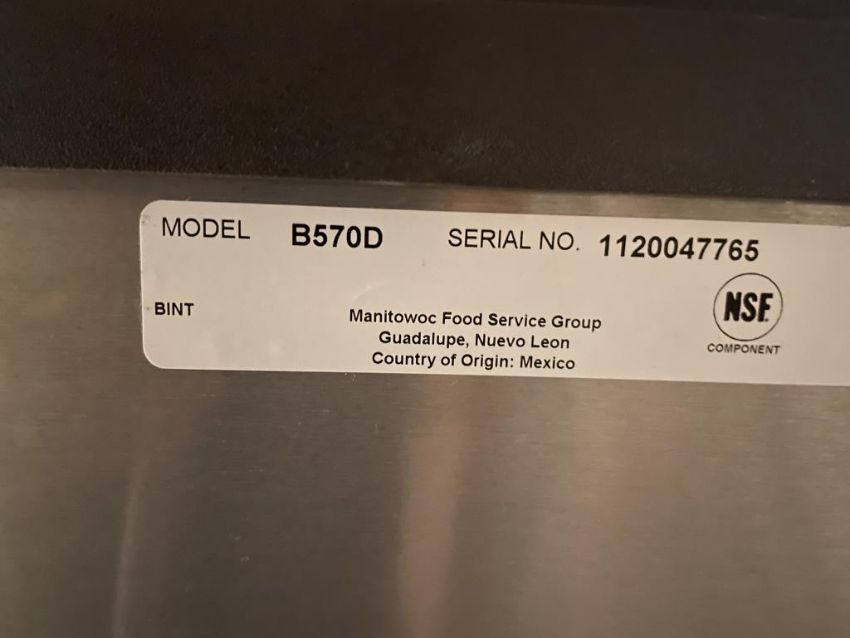 MODEL B570D SERIAL NO. 1120047765
BINT
Manitowoc Food Service Group
Guadalupe, Nuevo Leon
Country of Origin: Mexico
NSF
COMPONENT